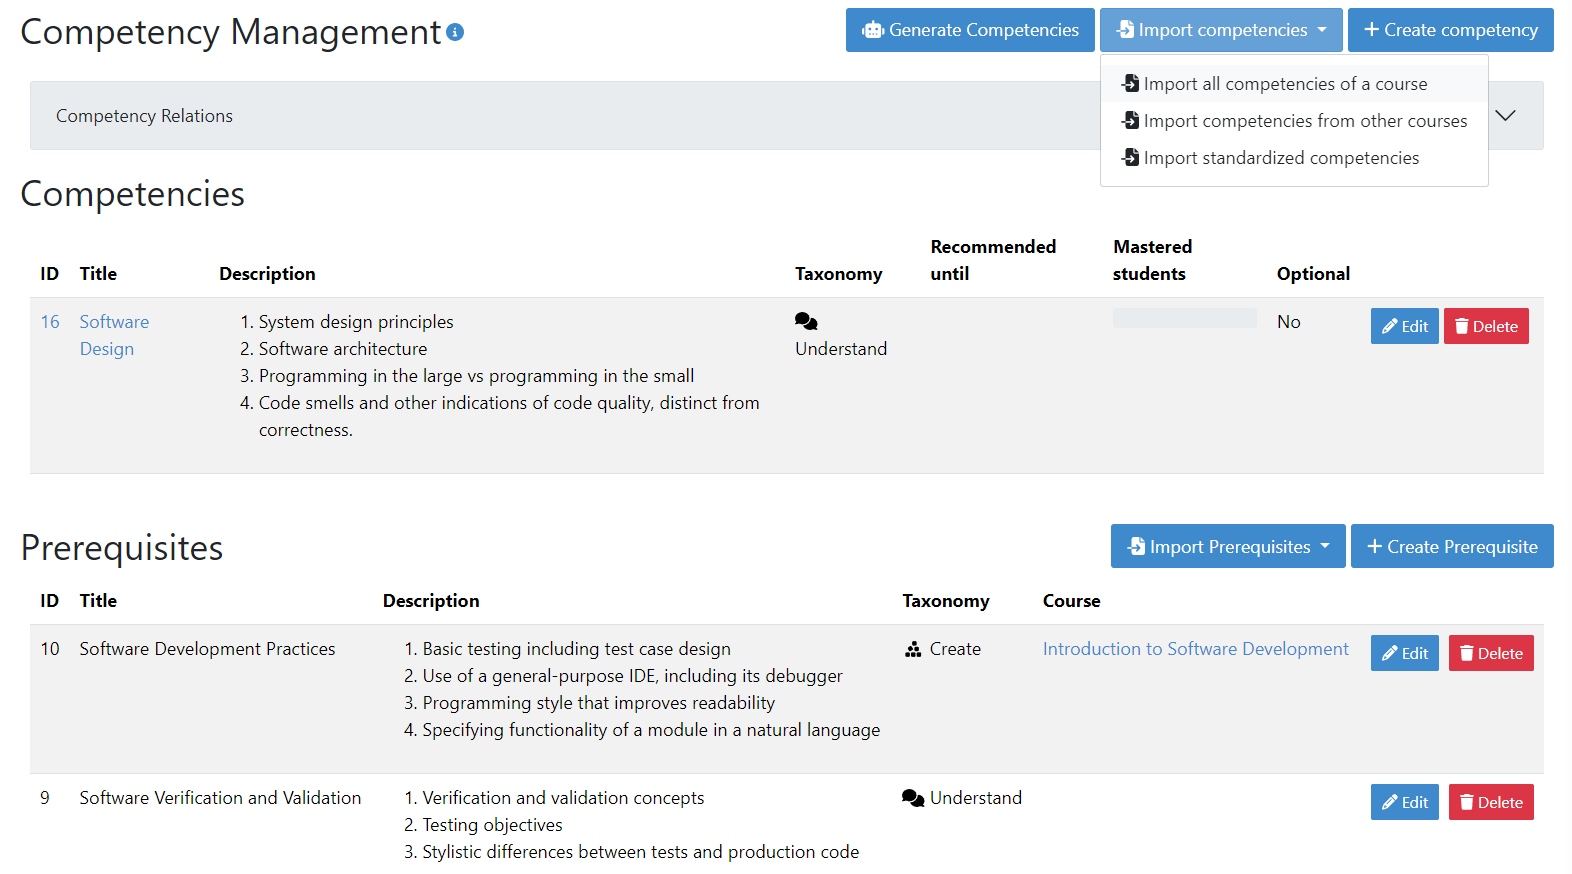 Competency Management
Generate Competencies
Import competencies
Create competency
Import all competencies of a course
Import competencies from other courses
Import standardized competencies
Competency Relations
Competencies
ID Title Description Taxonomy Recommended until Mastered students Optional
16 Software Design
1. System design principles
2. Software architecture
3. Programming in the large vs programming in the small
4. Code smells and other indications of code quality, distinct from
correctness.
Understand
No
Edit Delete
Prerequisites
Import Prerequisites
Create Prerequisite
ID Title Description Taxonomy Course
10 Software Development Practices
1. Basic testing including test case design
2. Use of a general-purpose IDE, including its debugger
3. Programming style that improves readability
4. Specifying functionality of a module in a natural language
Create
Introduction to Software Development
Edit Delete
9 Software Verification and Validation
1. Verification and validation concepts
2. Testing objectives
3. Stylistic differences between tests and production code
Understand
Edit Delete